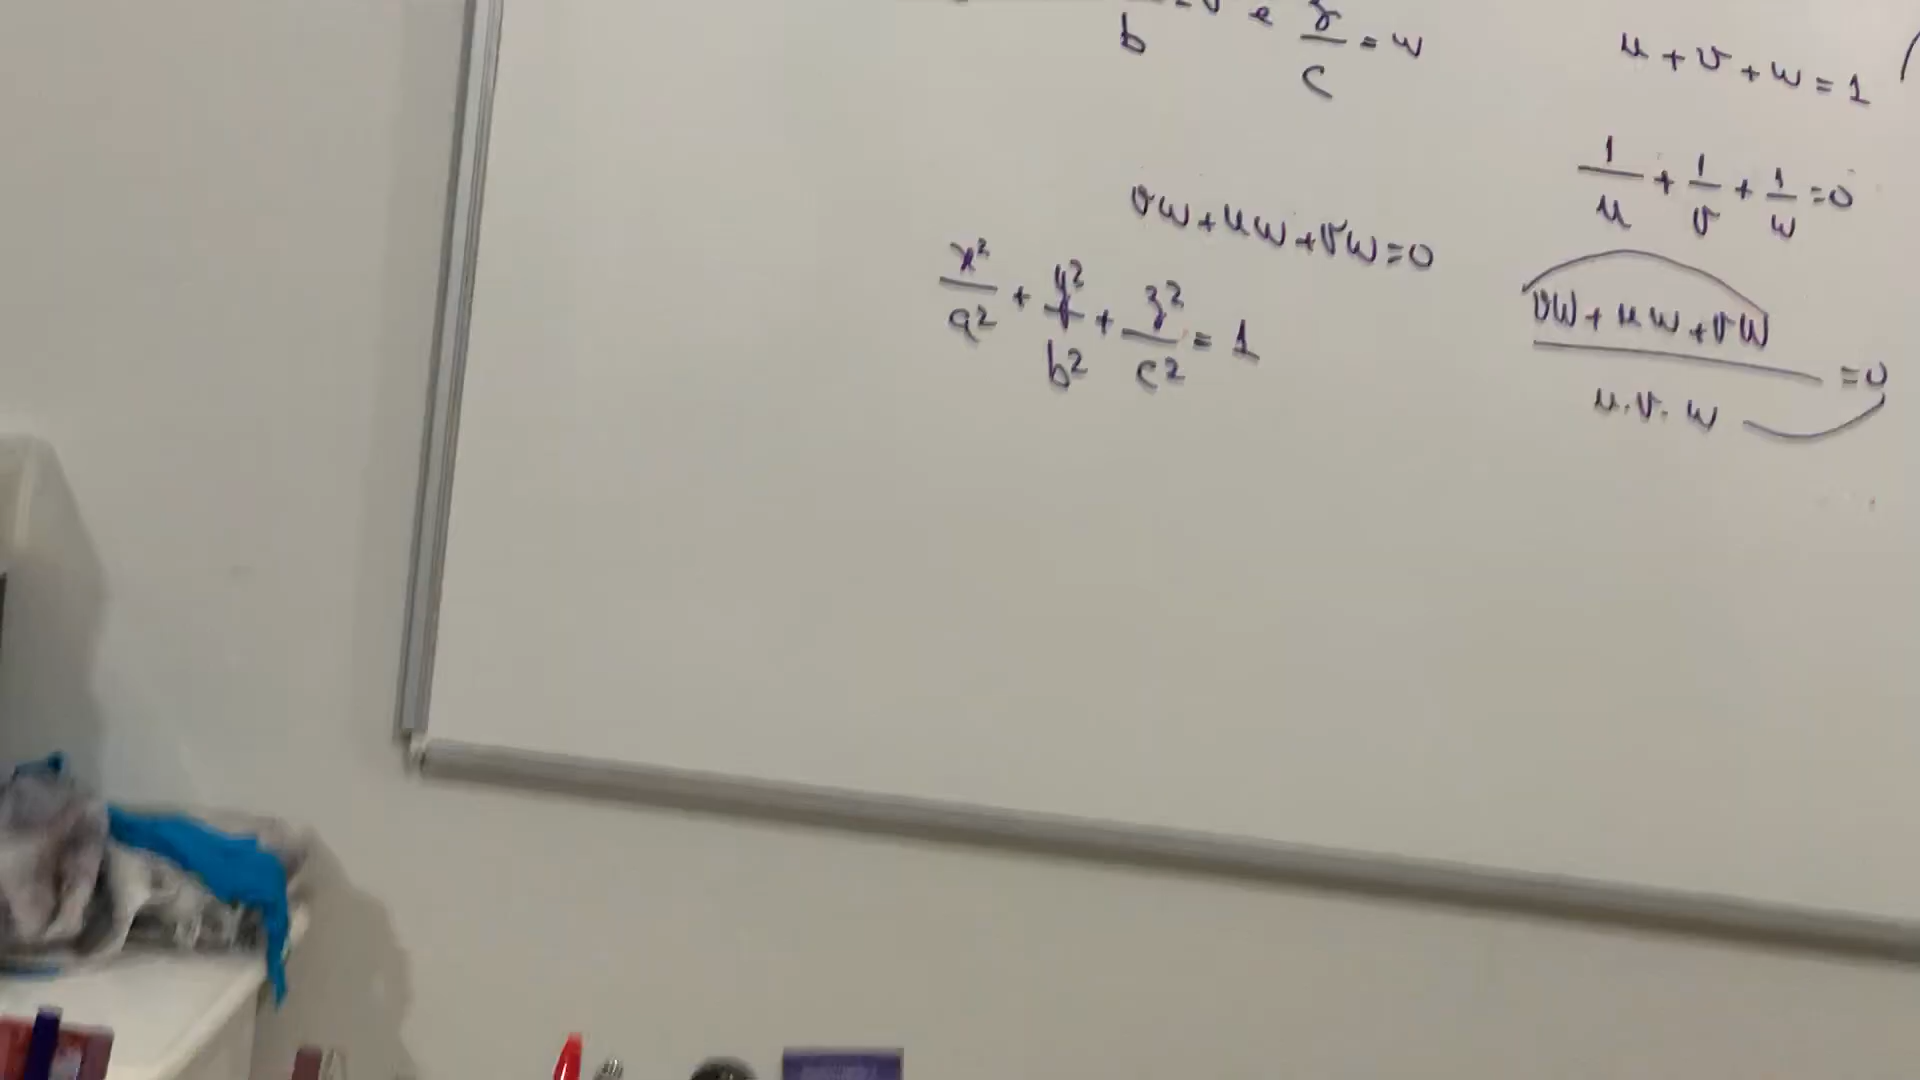 b e z/c = w
u + v + w = 1
1/u + 1/v + 1/w = 0
vw + uw + vw = 0
x²/a² + y²/b² + z²/c² = 1
(vw + uw + vw)/(u.v.w) = 0